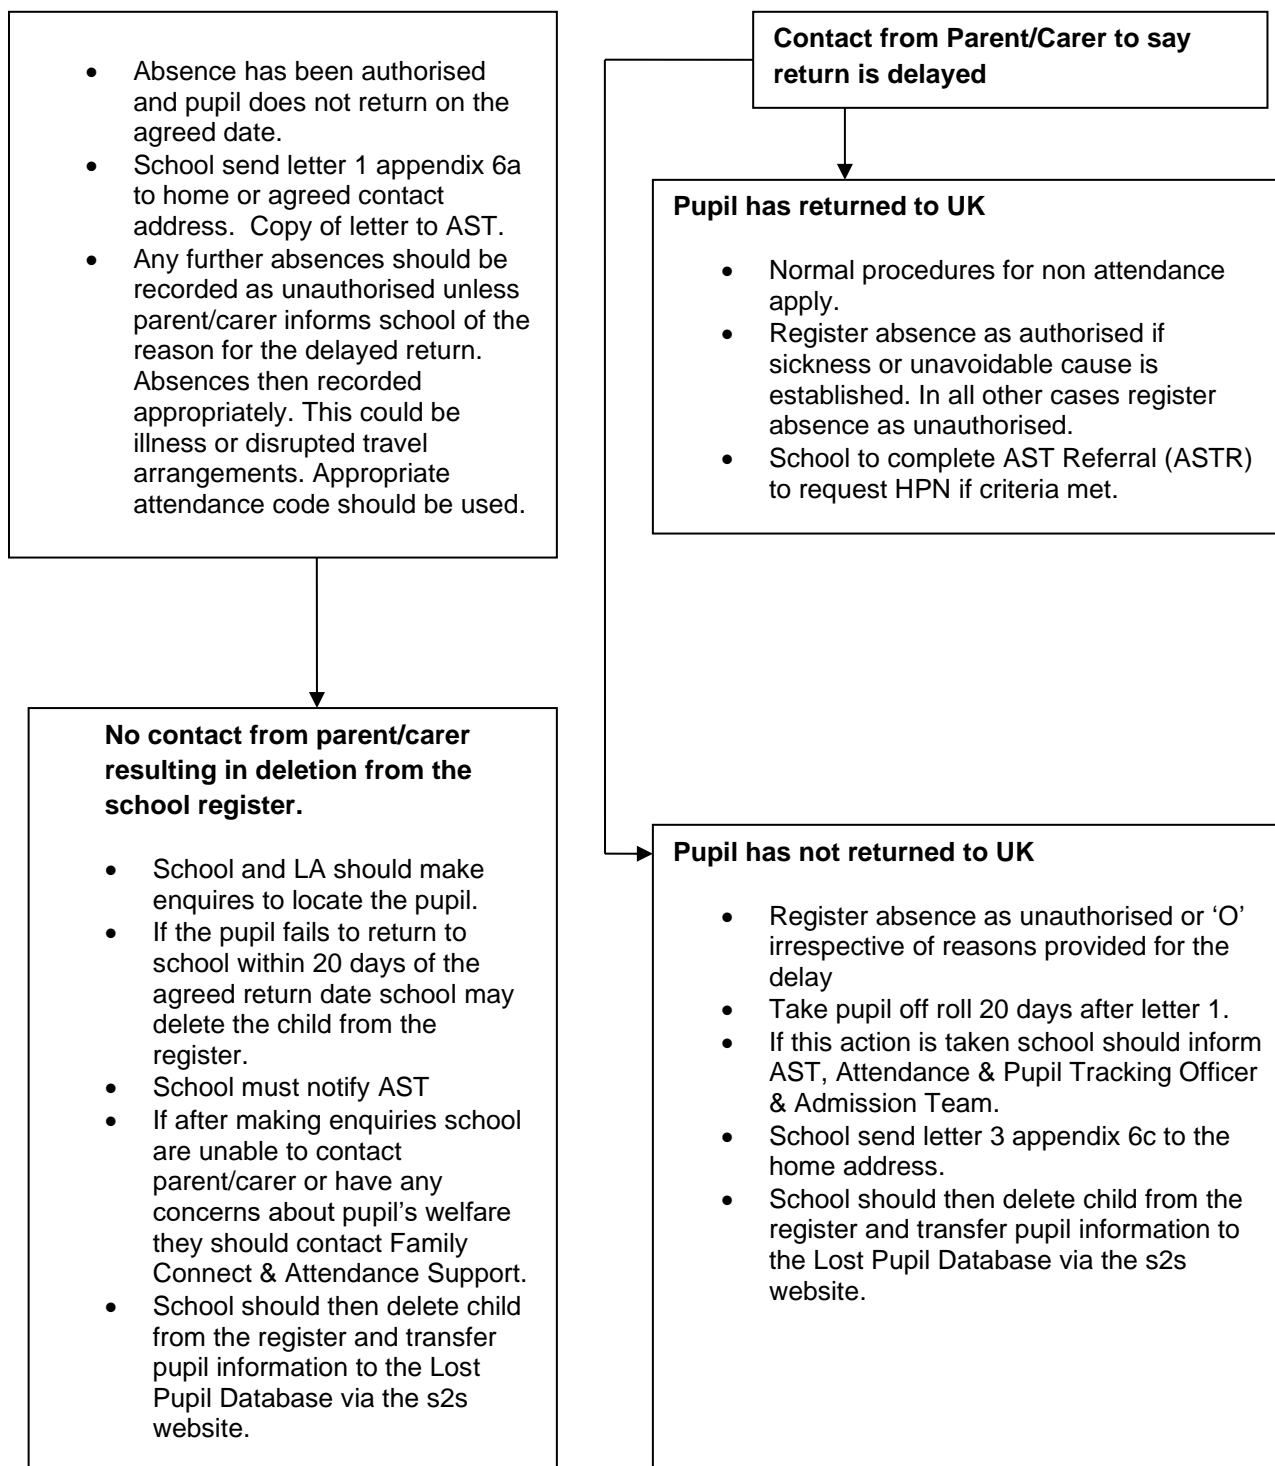 • Absence has been authorised
and pupil does not return on the
agreed date.
• School send letter 1 appendix 6a
to home or agreed contact
address.  Copy of letter to AST.
• Any further absences should be
recorded as unauthorised unless
parent/carer informs school of the
reason for the delayed return.
Absences then recorded
appropriately. This could be
illness or disrupted travel
arrangements. Appropriate
attendance code should be used.
No contact from parent/carer
resulting in deletion from the
school register.
• School and LA should make
enquires to locate the pupil.
• If the pupil fails to return to
school within 20 days of the
agreed return date school may
delete the child from the
register.
• School must notify AST
• If after making enquiries school
are unable to contact
parent/carer or have any
concerns about pupil’s welfare
they should contact Family
Connect & Attendance Support.
• School should then delete child
from the register and transfer
pupil information to the Lost
Pupil Database via the s2s
website.
Contact from Parent/Carer to say
return is delayed
Pupil has returned to UK
• Normal procedures for non attendance
apply.
• Register absence as authorised if
sickness or unavoidable cause is
established. In all other cases register
absence as unauthorised.
• School to complete AST Referral (ASTR)
to request HPN if criteria met.
Pupil has not returned to UK
• Register absence as unauthorised or ‘O’
irrespective of reasons provided for the
delay
• Take pupil off roll 20 days after letter 1.
• If this action is taken school should inform
AST, Attendance & Pupil Tracking Officer
& Admission Team.
• School send letter 3 appendix 6c to the
home address.
• School should then delete child from the
register and transfer pupil information to
the Lost Pupil Database via the s2s
website.